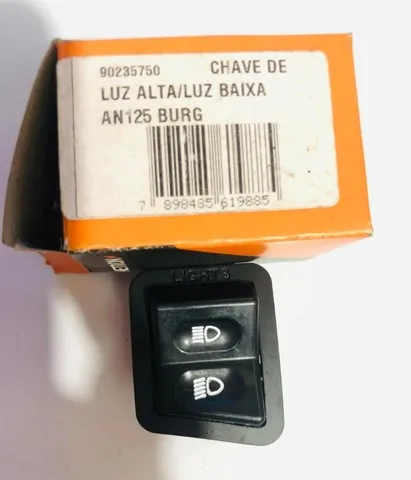 90235750 CHAVE DE
LUZ ALTA/LUZ BAIXA
AN125 BURG
7 898485 619885
LIGHTS